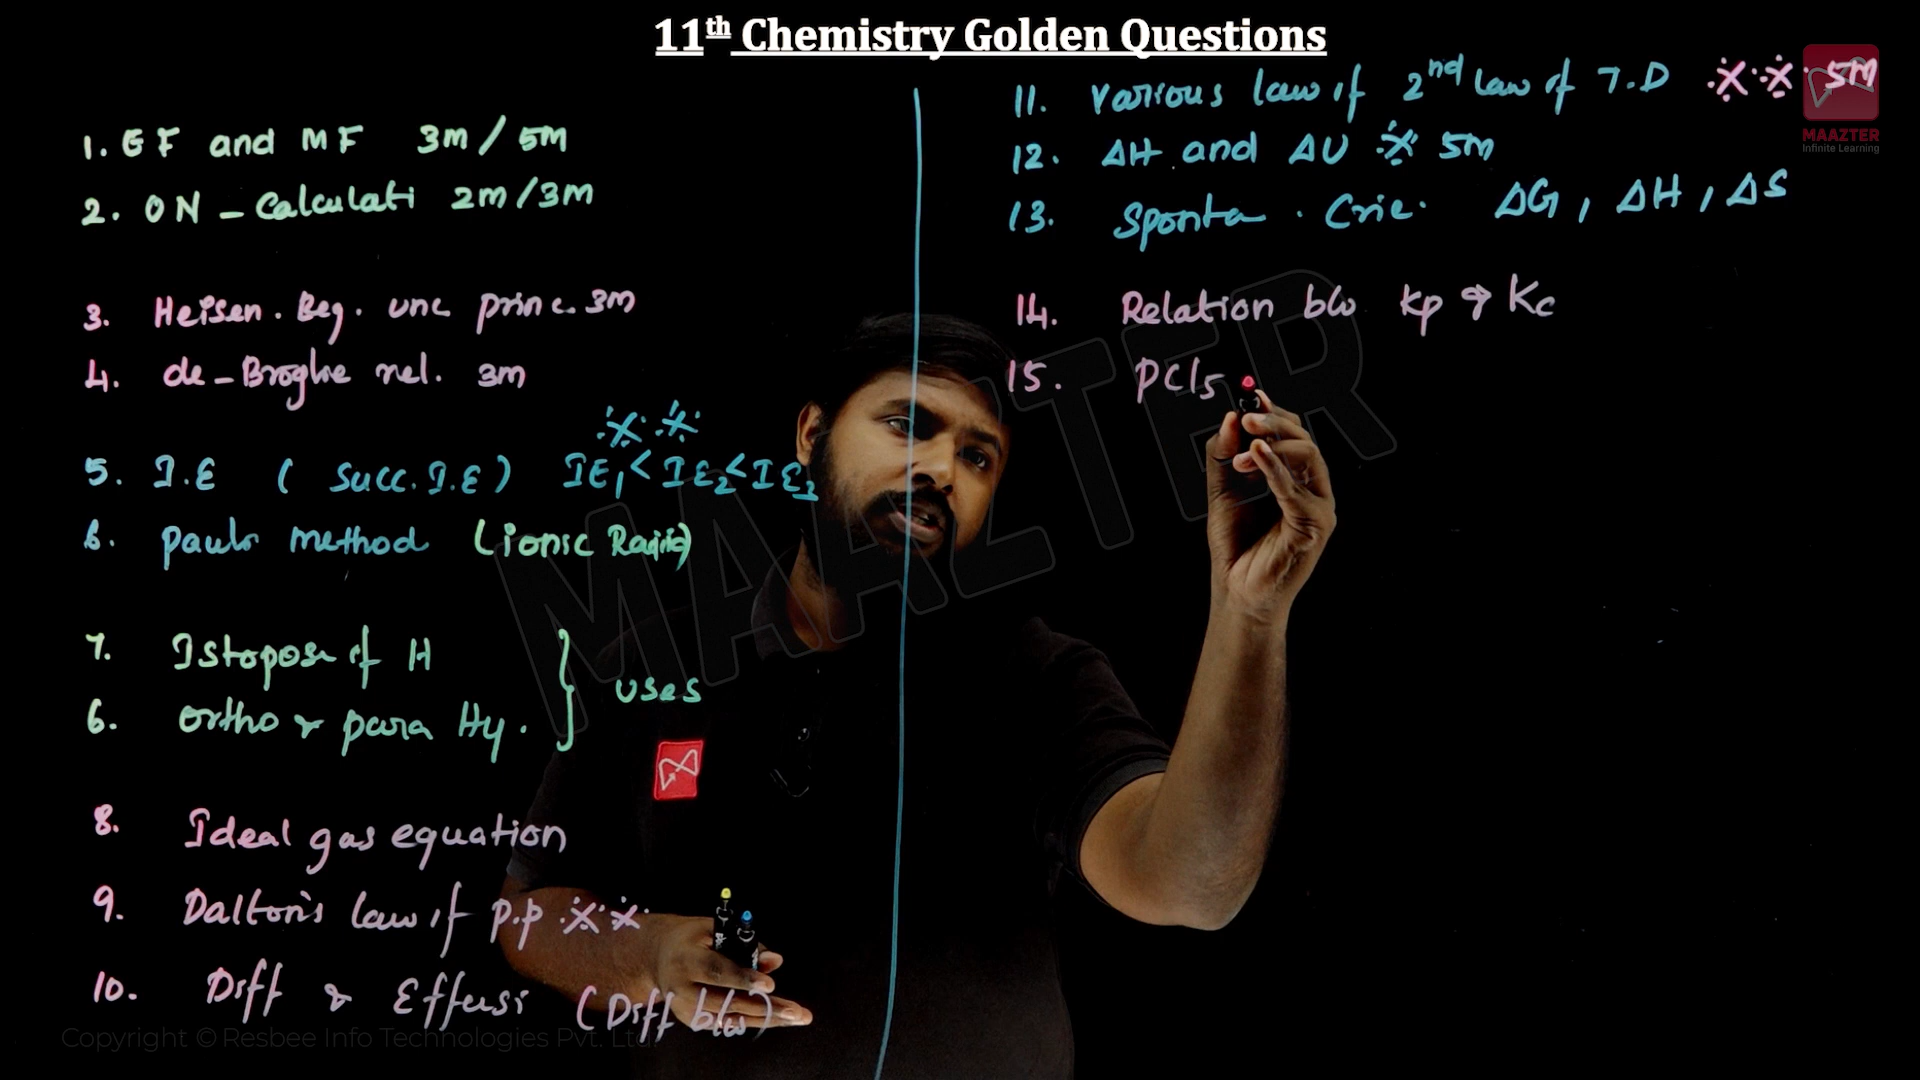 11th Chemistry Golden Questions
1. EF and MF 3m / 5m
2. ON - Calculati 2m/3m
3. Heisen. Beg. unc princ. 3m
4. de-Broglie rel. 3m
5. I.E (Succ. I.E) IE1 < IE2 < IE3
6. Paulo method (ionic Radii)
7. Istopose of H
6. ortho & para Hy.
uses
8. Ideal gas equation
9. Dalton's law of p.p
10. Diff & Effusi (Diff b/w)
11. Various law of 2nd law of T.D 5M
12. ΔH and ΔU 5m
13. Sponta. Crie. ΔG, ΔH, ΔS
14. Relation b/w Kp & Kc
15. PCl5
MAAZTER
Infinite Learning
MAAZTER
Copyright © Resbee Info Technologies Pvt. Ltd.